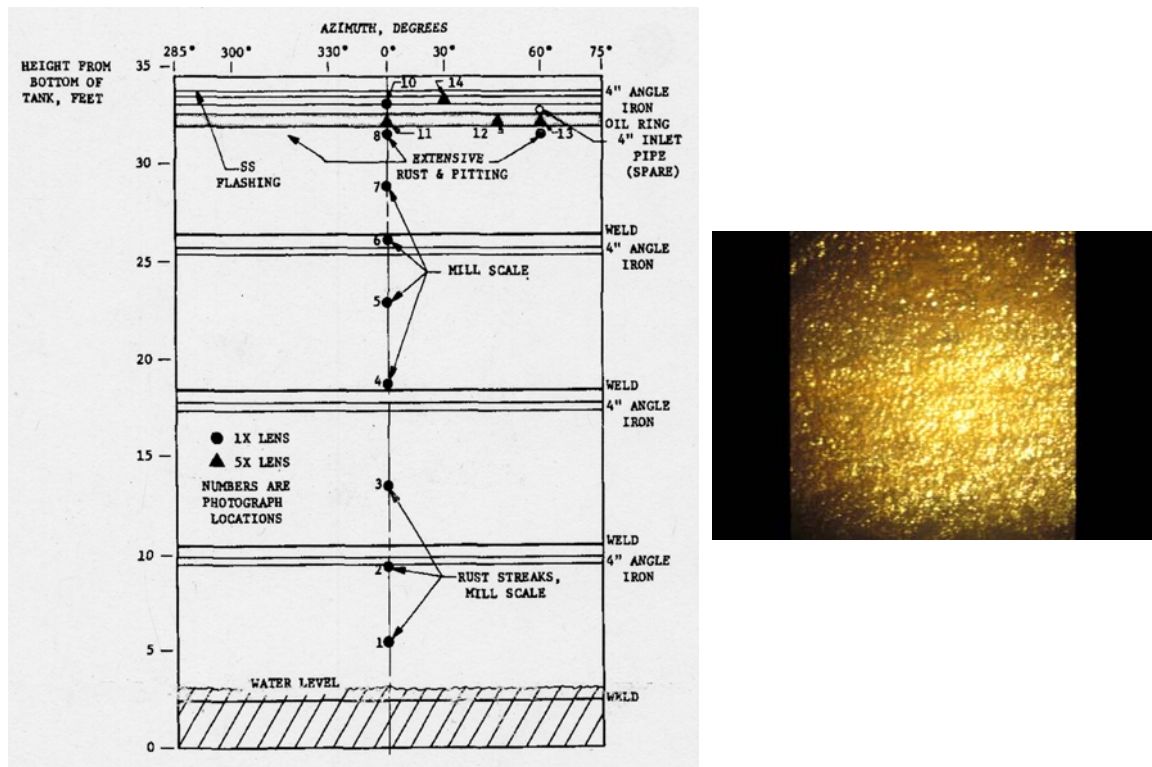 AZIMUTH, DEGREES
285° 300° 330° 0° 30° 60° 75°
HEIGHT FROM
BOTTOM OF
TANK, FEET
35
10 14
4" ANGLE
IRON
OIL RING
8 11 12 13
4" INLET
PIPE
(SPARE)
EXTENSIVE
RUST & PITTING
SS
FLASHING
30
7
WELD
6
4" ANGLE
IRON
25
MILL SCALE
5
20
4
WELD
4" ANGLE
IRON
1X LENS
5X LENS
15
3
NUMBERS ARE
PHOTOGRAPH
LOCATIONS
WELD
10
4" ANGLE
IRON
2
RUST STREAKS,
MILL SCALE
1
5
WATER LEVEL
WELD
0